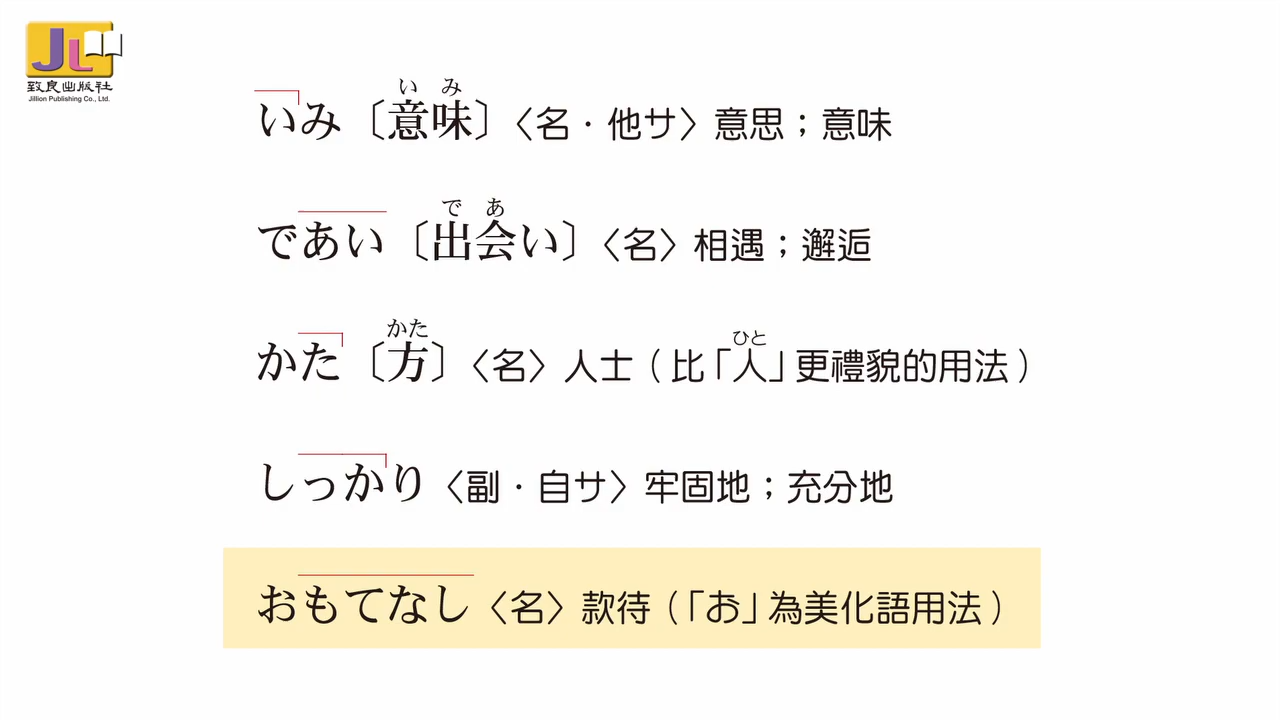 JL
致良出版社
Jillion Publishing Co., Ltd.
い み
いみ〔意味〕〈名・他サ〉意思；意味
で あ
であい〔出会い〕〈名〉相遇；邂逅
かた ひと
かた〔方〕〈名〉人士（比「人」更禮貌的用法）
しっかり〈副・自サ〉牢固地；充分地
おもてなし〈名〉款待（「お」為美化語用法）